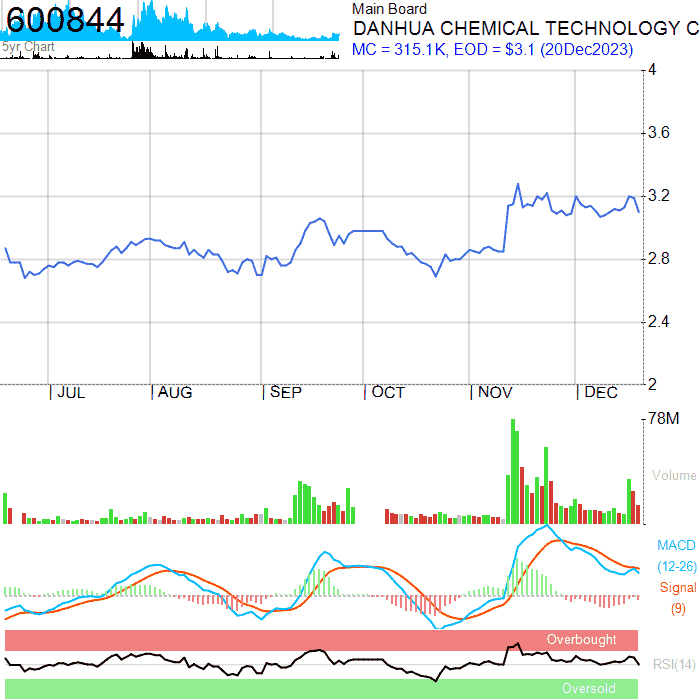 600844
5yr Chart
Main Board
DANHUA CHEMICAL TECHNOLOGY C
MC = 315.1K, EOD = $3.1 (20Dec2023)
4
3.6
3.2
2.8
2.4
2
JUL AUG SEP OCT NOV DEC
78M
Volume
MACD
(12-26)
Signal
(9)
Overbought
RSI(14)
Oversold